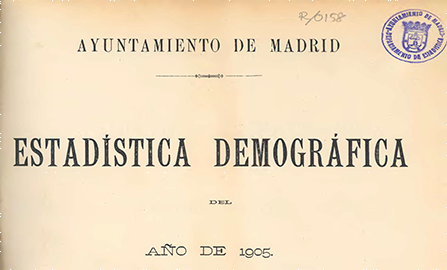 R/6158
AYUNTAMIENTO DE MADRID
ESTADÍSTICA DEMOGRÁFICA
DEL
AÑO DE 1905.